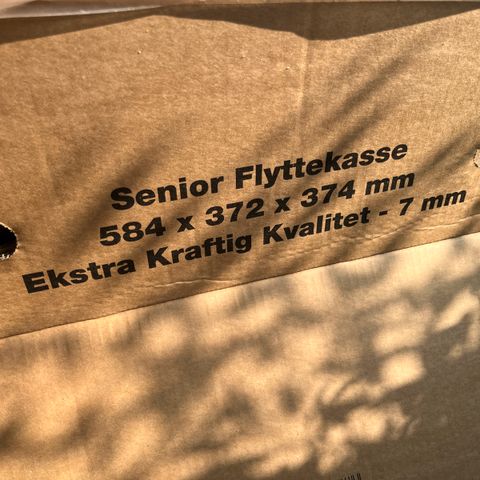 Senior Flyttekasse
584 x 372 x 374 mm
Ekstra Kraftig Kvalitet - 7 mm